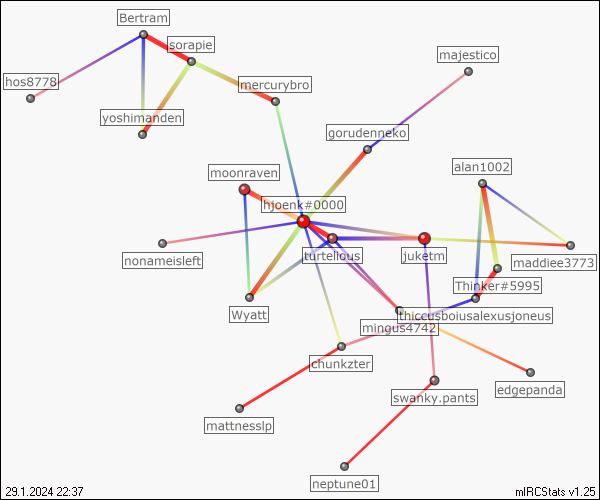 Bertram
sorapie
majestico
hos8778
mercurybro
yoshimanden
gorudenneko
alan1002
moonraven
hjoenk#0000
turtelous
juketm
nonameisleft
maddiee3773
Thinker#5995
Wyatt
thiccusboiusalexusjoneus
mingus4742
chunkzter
edgepanda
swanky.pants
mattnesslp
neptune01
29.1.2024 22:37
mIRCStats v1.25